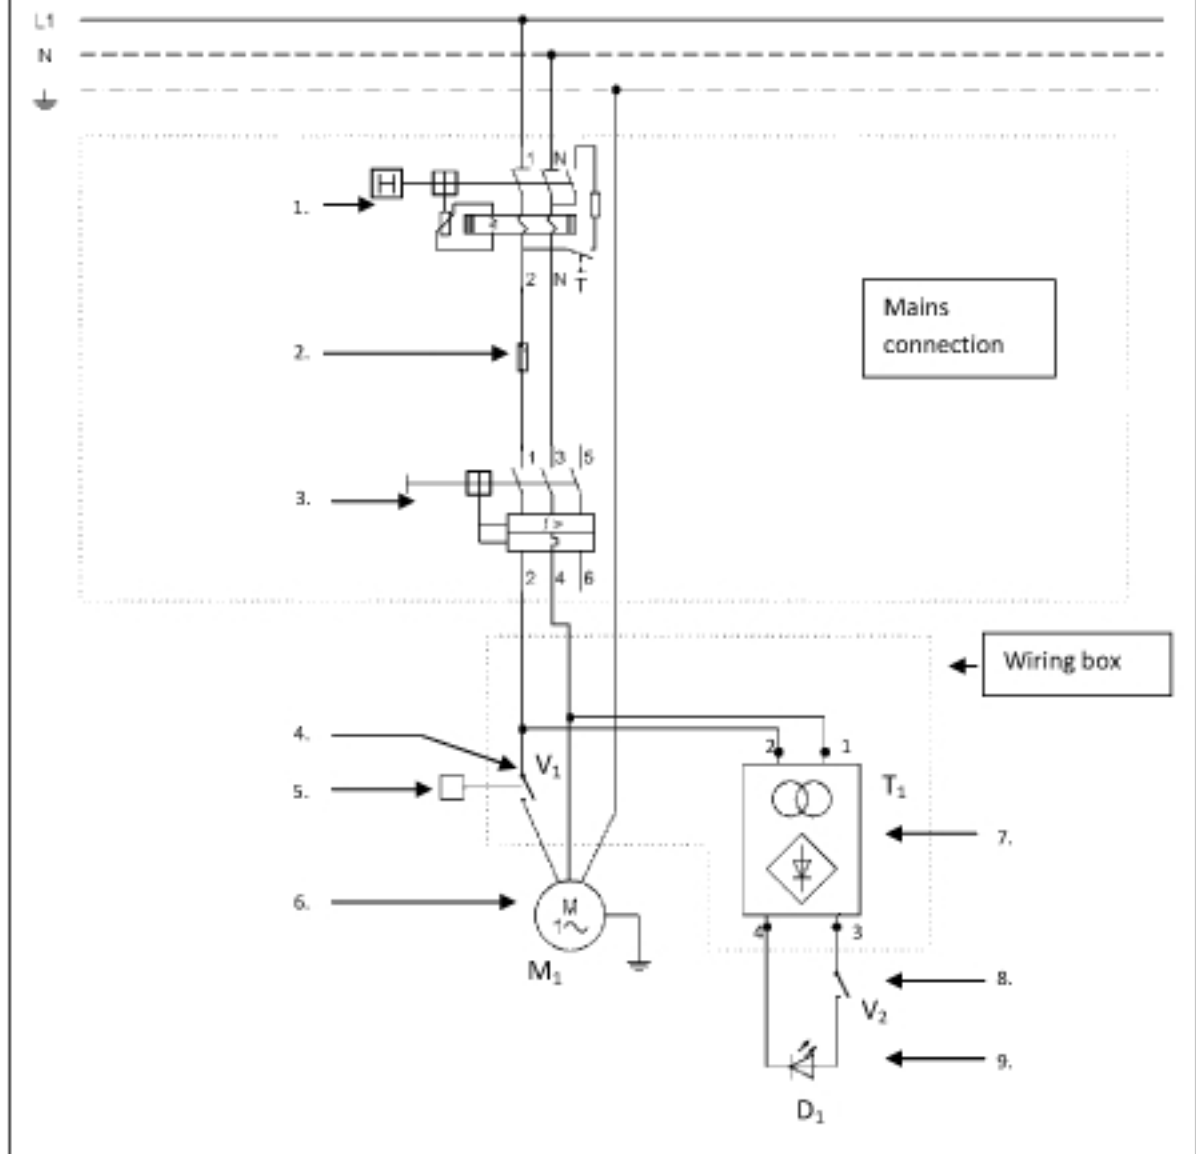 L1
N
1 N
H
1.
2 N T
2.
Mains
connection
1 3 5
3.
I >
2 4 6
Wiring box
4.
V₁
2 1
5.
T₁
7.
6.
M
1~
4 3
M₁
8.
V₂
9.
D₁